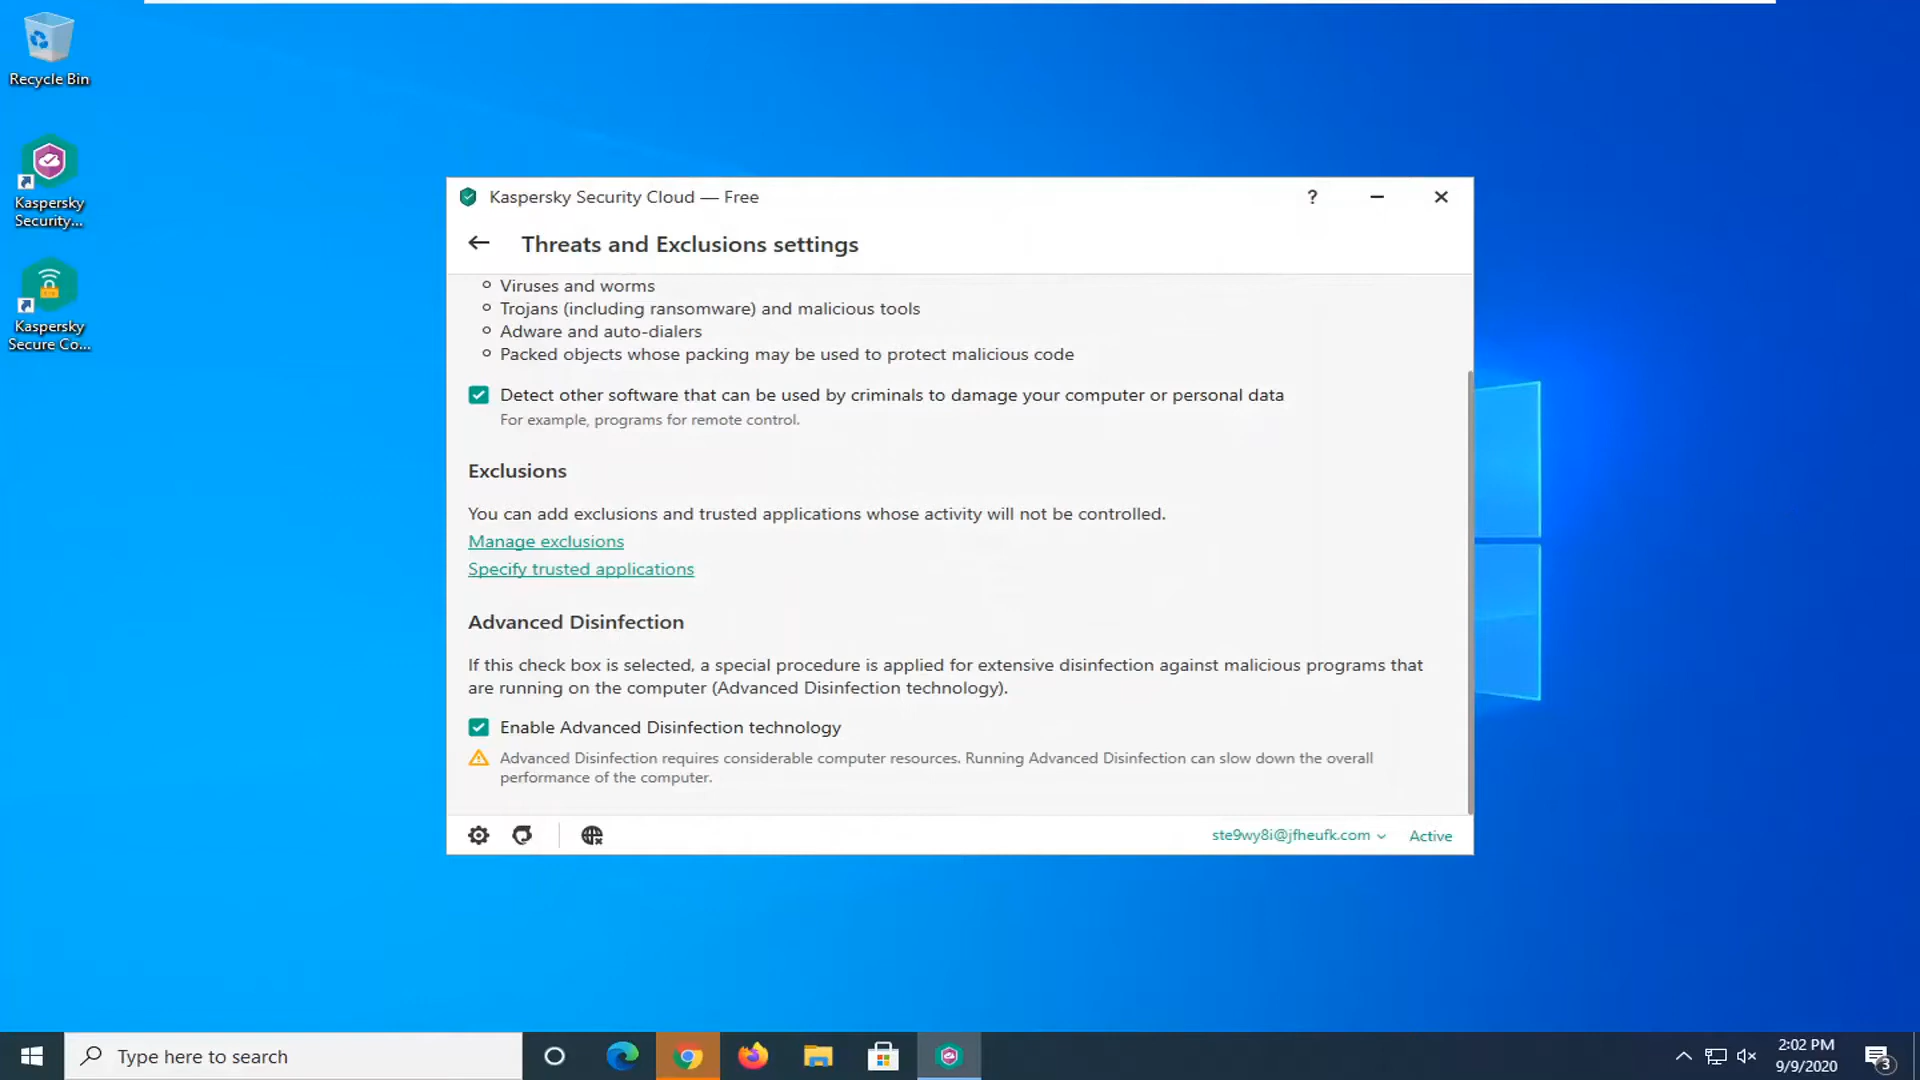 Recycle Bin
Kaspersky
Security...
Kaspersky
Secure Co...
Kaspersky Security Cloud — Free
?
Threats and Exclusions settings
Viruses and worms
Trojans (including ransomware) and malicious tools
Adware and auto-dialers
Packed objects whose packing may be used to protect malicious code
Detect other software that can be used by criminals to damage your computer or personal data
For example, programs for remote control.
Exclusions
You can add exclusions and trusted applications whose activity will not be controlled.
Manage exclusions
Specify trusted applications
Advanced Disinfection
If this check box is selected, a special procedure is applied for extensive disinfection against malicious programs that
are running on the computer (Advanced Disinfection technology).
Enable Advanced Disinfection technology
Advanced Disinfection requires considerable computer resources. Running Advanced Disinfection can slow down the overall
performance of the computer.
ste9wy8i@jfheufk.com
Active
Type here to search
2:02 PM
9/9/2020
3